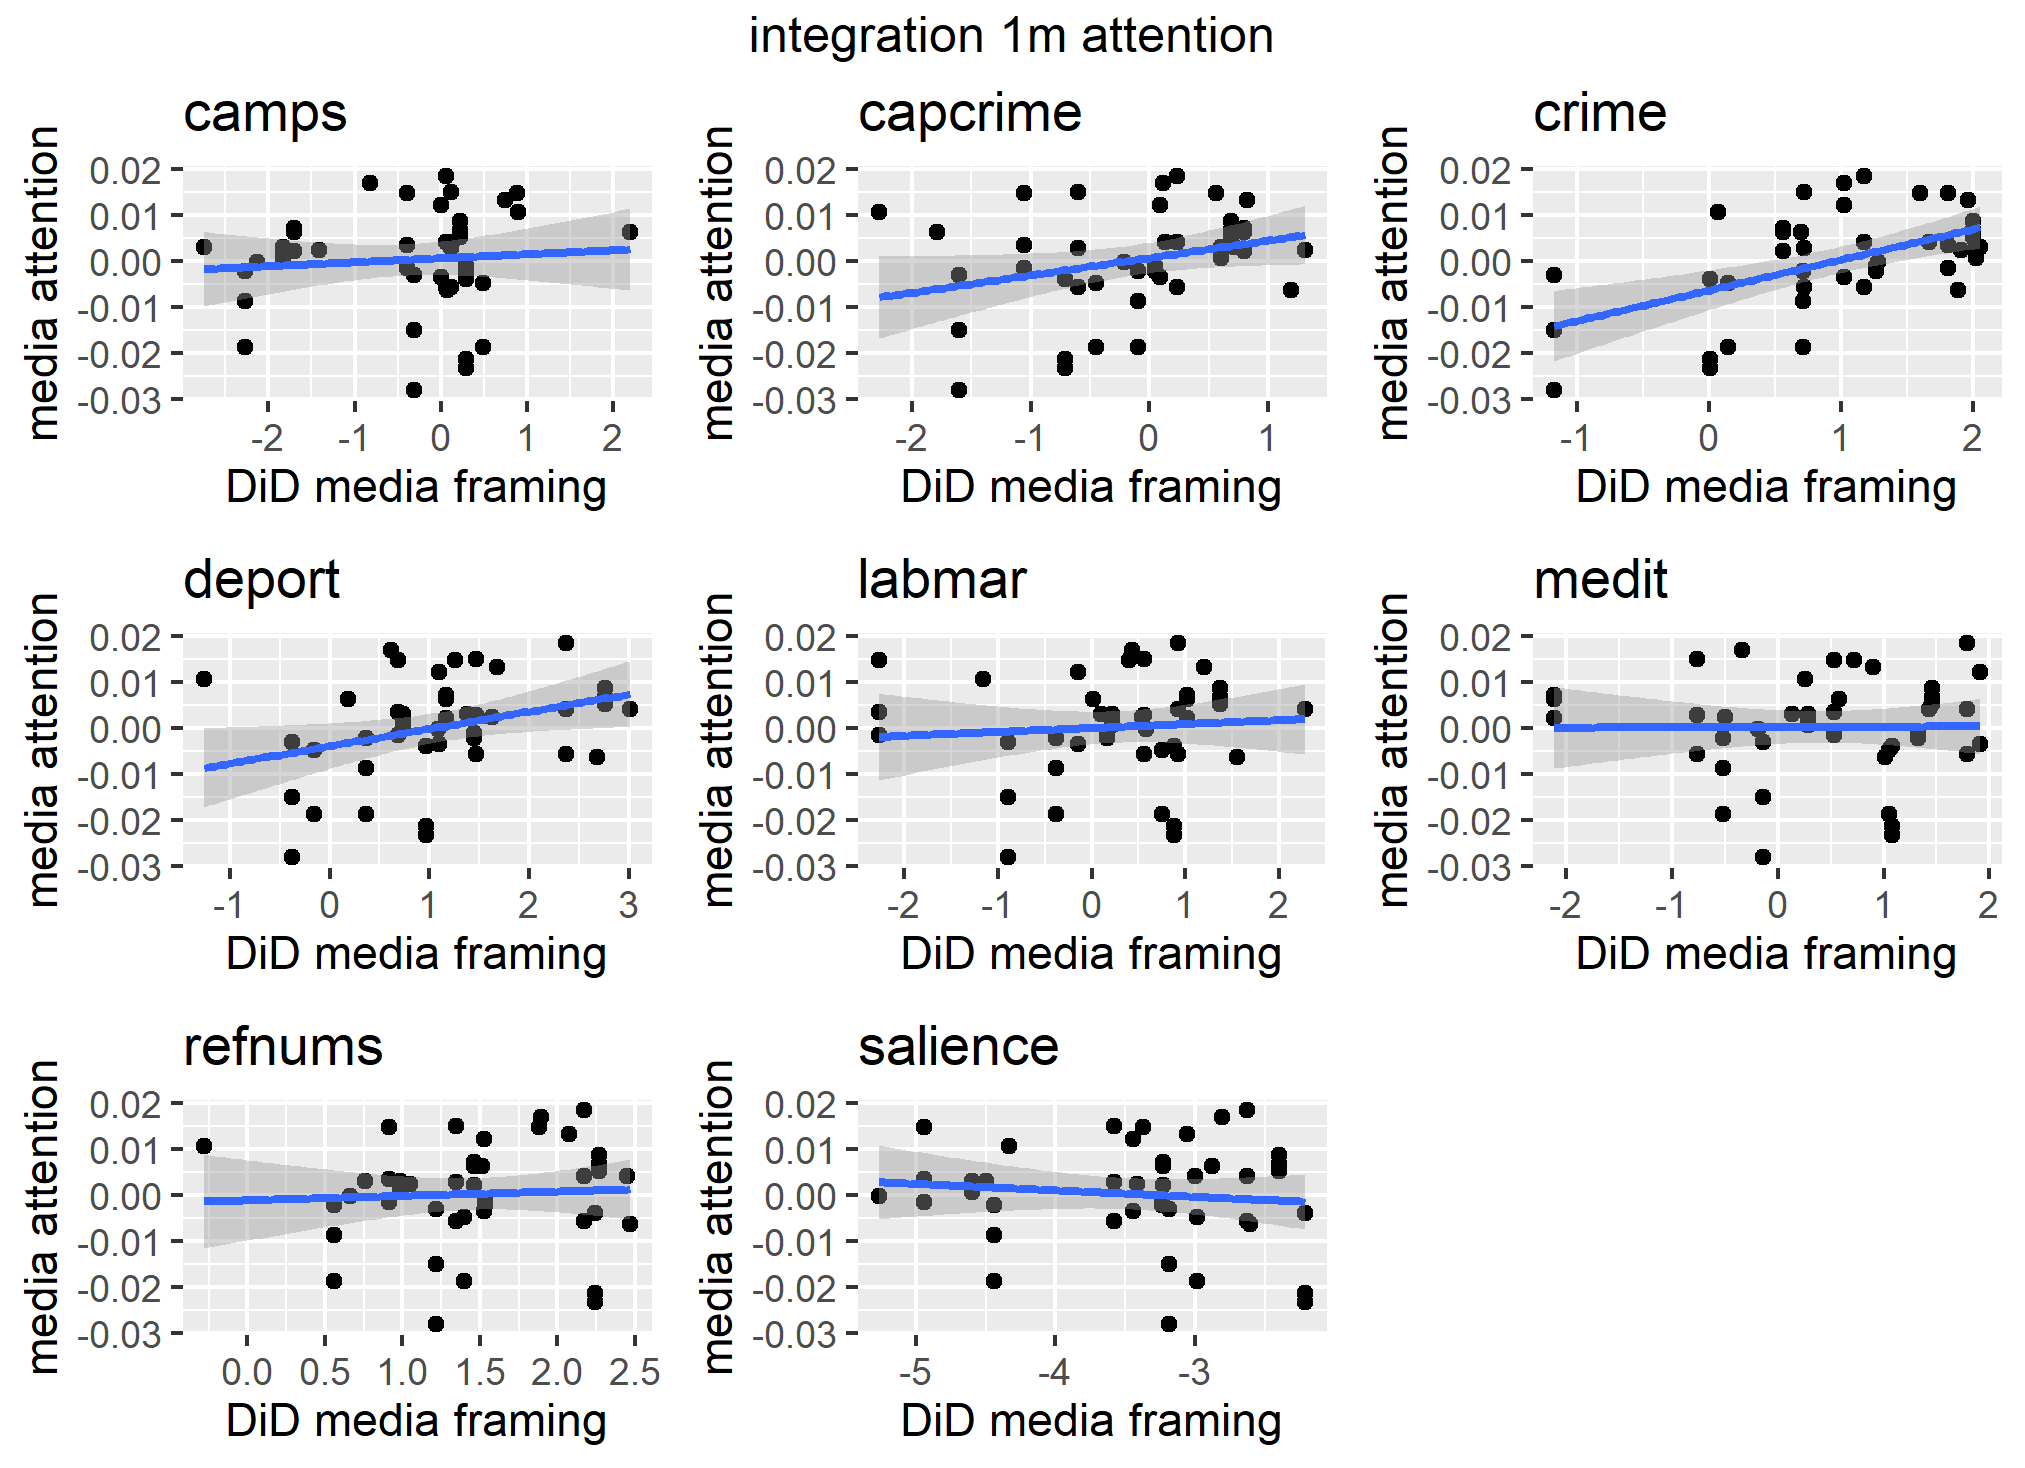 integration 1m attention
camps
media attention
0.02
0.01
0.00
-0.01
-0.02
-0.03
-2 -1 0 1 2
DiD media framing
capcrime
media attention
0.02
0.01
0.00
-0.01
-0.02
-0.03
-2 -1 0 1
DiD media framing
crime
media attention
0.02
0.01
0.00
-0.01
-0.02
-0.03
-1 0 1 2
DiD media framing
deport
media attention
0.02
0.01
0.00
-0.01
-0.02
-0.03
-1 0 1 2 3
DiD media framing
labmar
media attention
0.02
0.01
0.00
-0.01
-0.02
-0.03
-2 -1 0 1 2
DiD media framing
medit
media attention
0.02
0.01
0.00
-0.01
-0.02
-0.03
-2 -1 0 1 2
DiD media framing
refnums
media attention
0.02
0.01
0.00
-0.01
-0.02
-0.03
0.0 0.5 1.0 1.5 2.0 2.5
DiD media framing
salience
media attention
0.02
0.01
0.00
-0.01
-0.02
-0.03
-5 -4 -3
DiD media framing